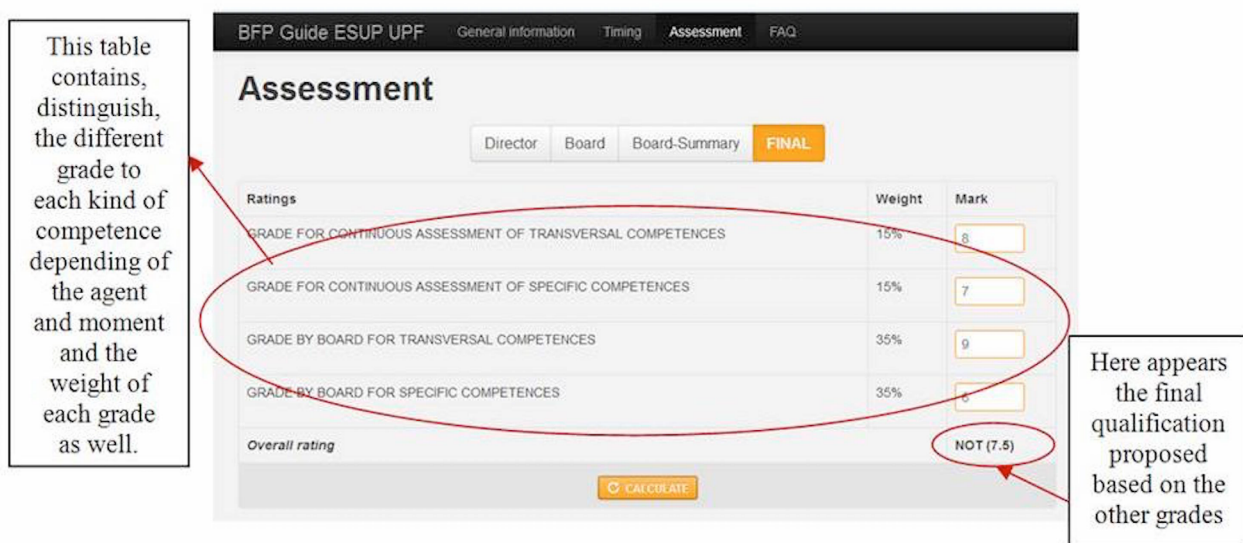 This table
contains,
distinguish,
the different
grade to
each kind of
competence
depending of
the agent
and moment
and the
weight of
each grade
as well.
BFP Guide ESUP UPF General information Timing Assessment FAQ
Assessment
Director Board Board-Summary FINAL
Ratings Weight Mark
GRADE FOR CONTINUOUS ASSESSMENT OF TRANSVERSAL COMPETENCES 15% 8
GRADE FOR CONTINUOUS ASSESSMENT OF SPECIFIC COMPETENCES 15% 7
GRADE BY BOARD FOR TRANSVERSAL COMPETENCES 35% 9
GRADE BY BOARD FOR SPECIFIC COMPETENCES 35% 6
Overall rating NOT (7.5)
CALCULATE
Here appears
the final
qualification
proposed
based on the
other grades